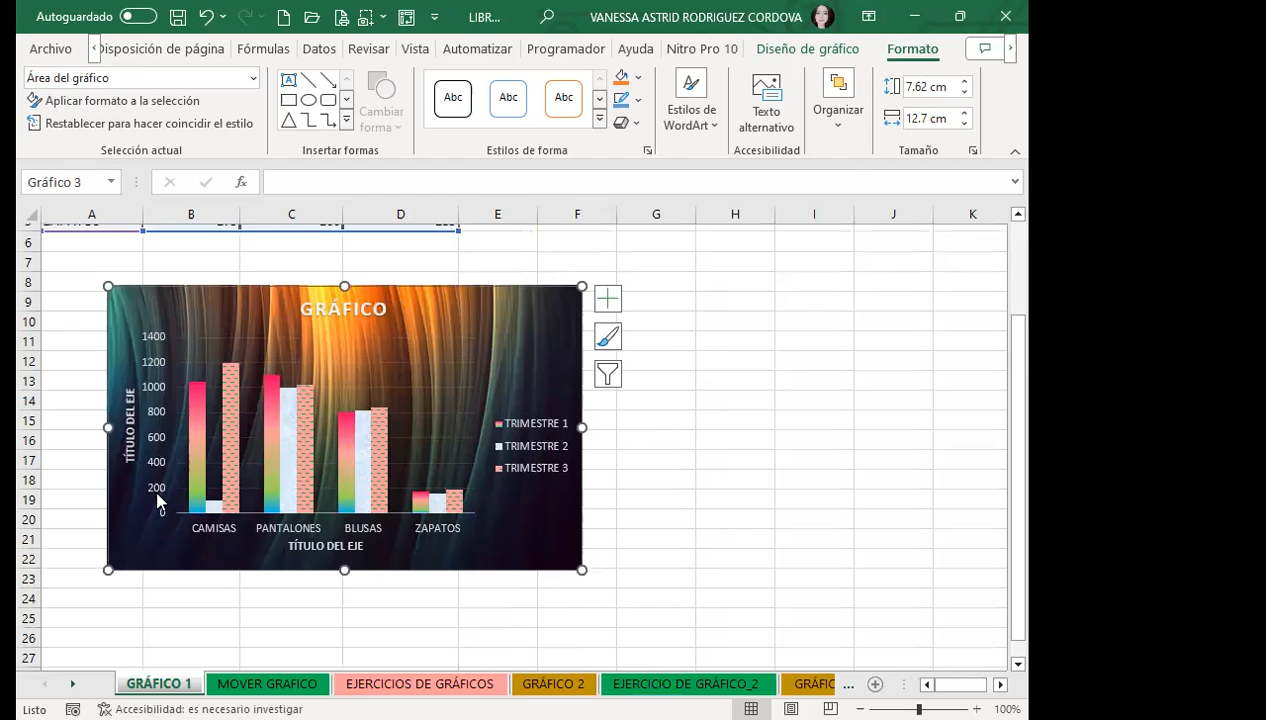 Autoguardado LIBR... VANESSA ASTRID RODRIGUEZ CORDOVA
Archivo Disposición de página Fórmulas Datos Revisar Vista Automatizar Programador Ayuda Nitro Pro 10 Diseño de gráfico Formato
Área del gráfico
Aplicar formato a la selección
Restablecer para hacer coincidir el estilo
Selección actual
Cambiar
forma
Insertar formas
Abc Abc Abc
Estilos de forma
Estilos de
WordArt
Texto
alternativo
Accesibilidad
Organizar
7.62 cm
12.7 cm
Tamaño
Gráfico 3
fx
A B C D E F G H I J K
6
7
8
9
10
11
12
13
14
15
16
17
18
19
20
21
22
23
24
25
26
27
GRÁFICO
1400
1200
1000
800
600
400
200
0
TÍTULO DEL EJE
CAMISAS PANTALONES BLUSAS ZAPATOS
TÍTULO DEL EJE
TRIMESTRE 1
TRIMESTRE 2
TRIMESTRE 3
GRÁFICO 1 MOVER GRAFICO EJERCICIOS DE GRÁFICOS GRÁFICO 2 EJERCICIO DE GRÁFICO_2 GRÁFIC ...
Listo Accesibilidad: es necesario investigar 100%